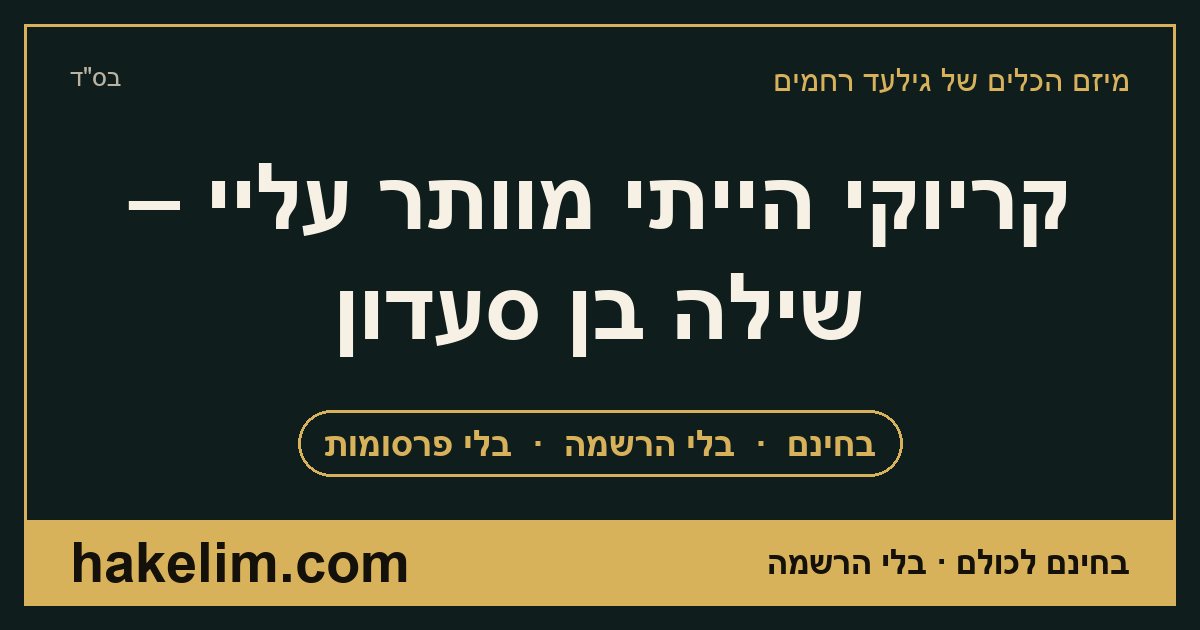 מיזם הכלים של גילעד רחמים
בס"ד
קריוקי הייתי מוותר עליי –
שילה בן סעדון
בחינם · בלי הרשמה · בלי פרסומות
בחינם לכולם · בלי הרשמה
hakelim.com